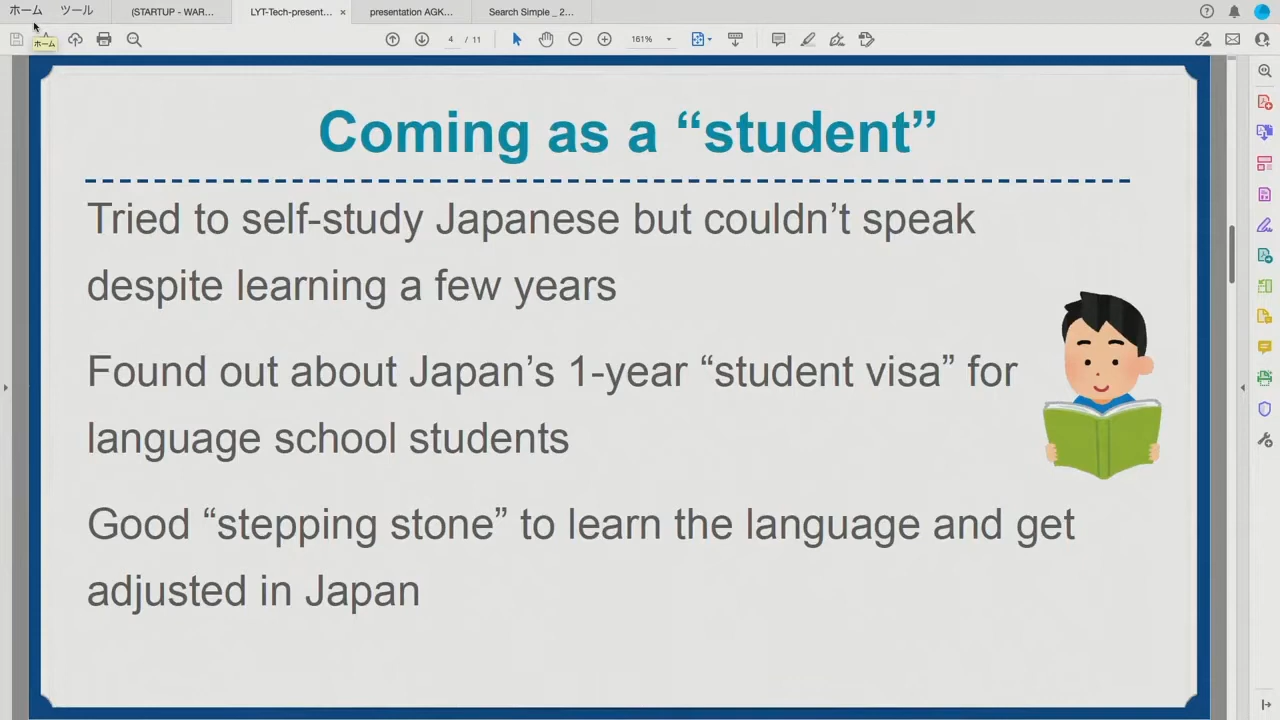 ホーム
ツール
(STARTUP - WAR...
LYT-Tech-present...
presentation AGK...
Search Simple _ 2...
ホーム
4 / 11
161%
Coming as a “student”
Tried to self-study Japanese but couldn’t speak
despite learning a few years
Found out about Japan’s 1-year “student visa” for
language school students
Good “stepping stone” to learn the language and get
adjusted in Japan